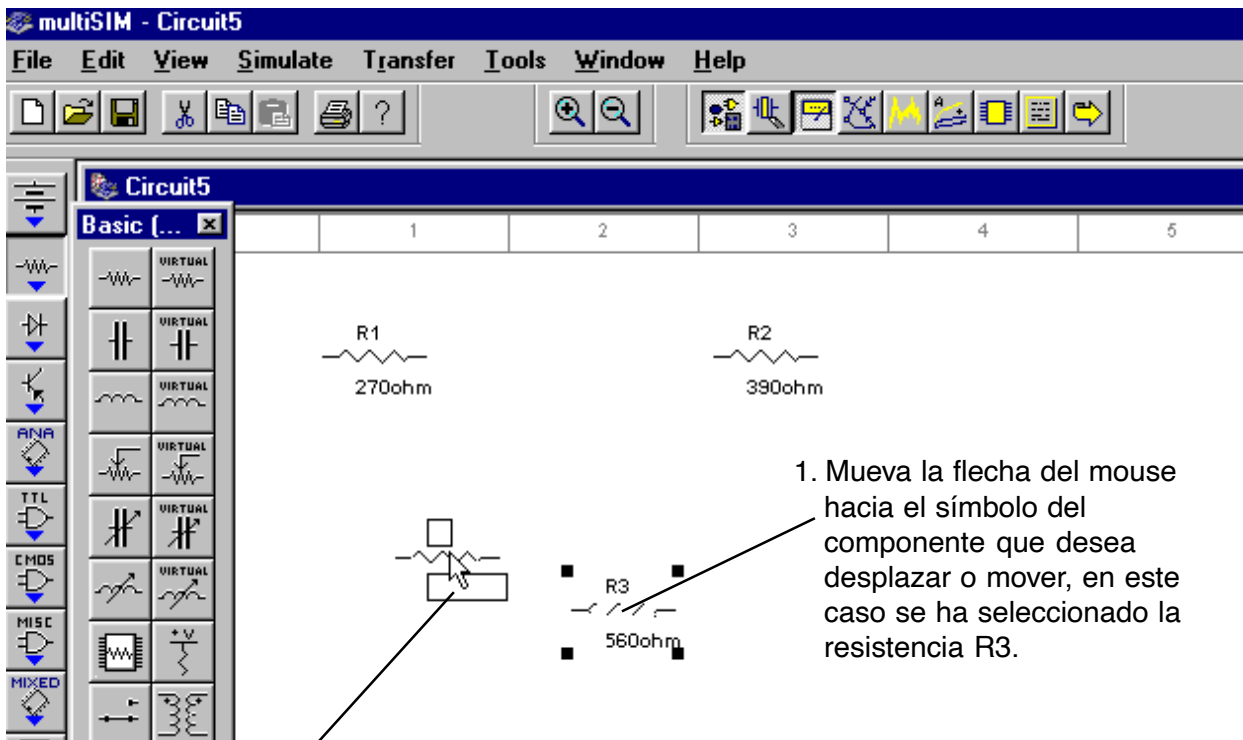 multiSIM - Circuit5
File Edit View Simulate Transfer Tools Window Help
Circuit5
Basic (...
1 2 3 4 5
VIRTUAL
VIRTUAL
VIRTUAL
VIRTUAL
VIRTUAL
VIRTUAL
+V
ANA
TTL
CMOS
MISC
MIXED
R1
270ohm
R2
390ohm
R3
560ohm
1. Mueva la flecha del mouse
hacia el símbolo del
componente que desea
desplazar o mover, en este
caso se ha seleccionado la
resistencia R3.